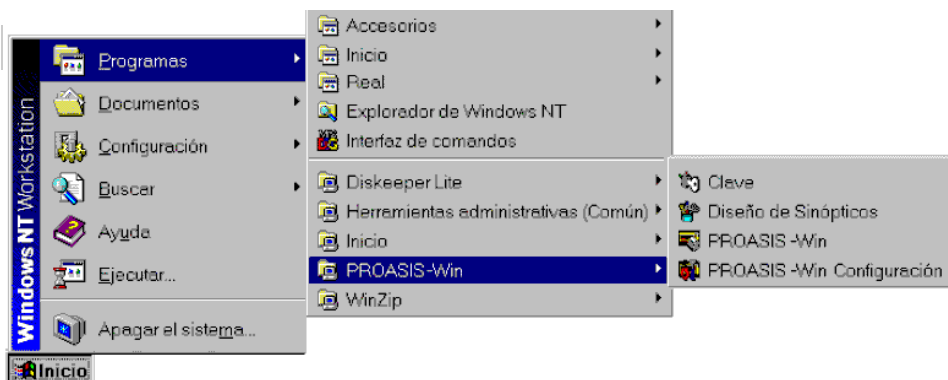 Windows NT Workstation
Programas
Documentos
Configuración
Buscar
Ayuda
Ejecutar...
Apagar el sistema...
Inicio
Accesorios
Inicio
Real
Explorador de Windows NT
Interfaz de comandos
Diskeeper Lite
Herramientas administrativas (Común)
Inicio
PROASIS-Win
WinZip
Clave
Diseño de Sinópticos
PROASIS -Win
PROASIS -Win Configuración